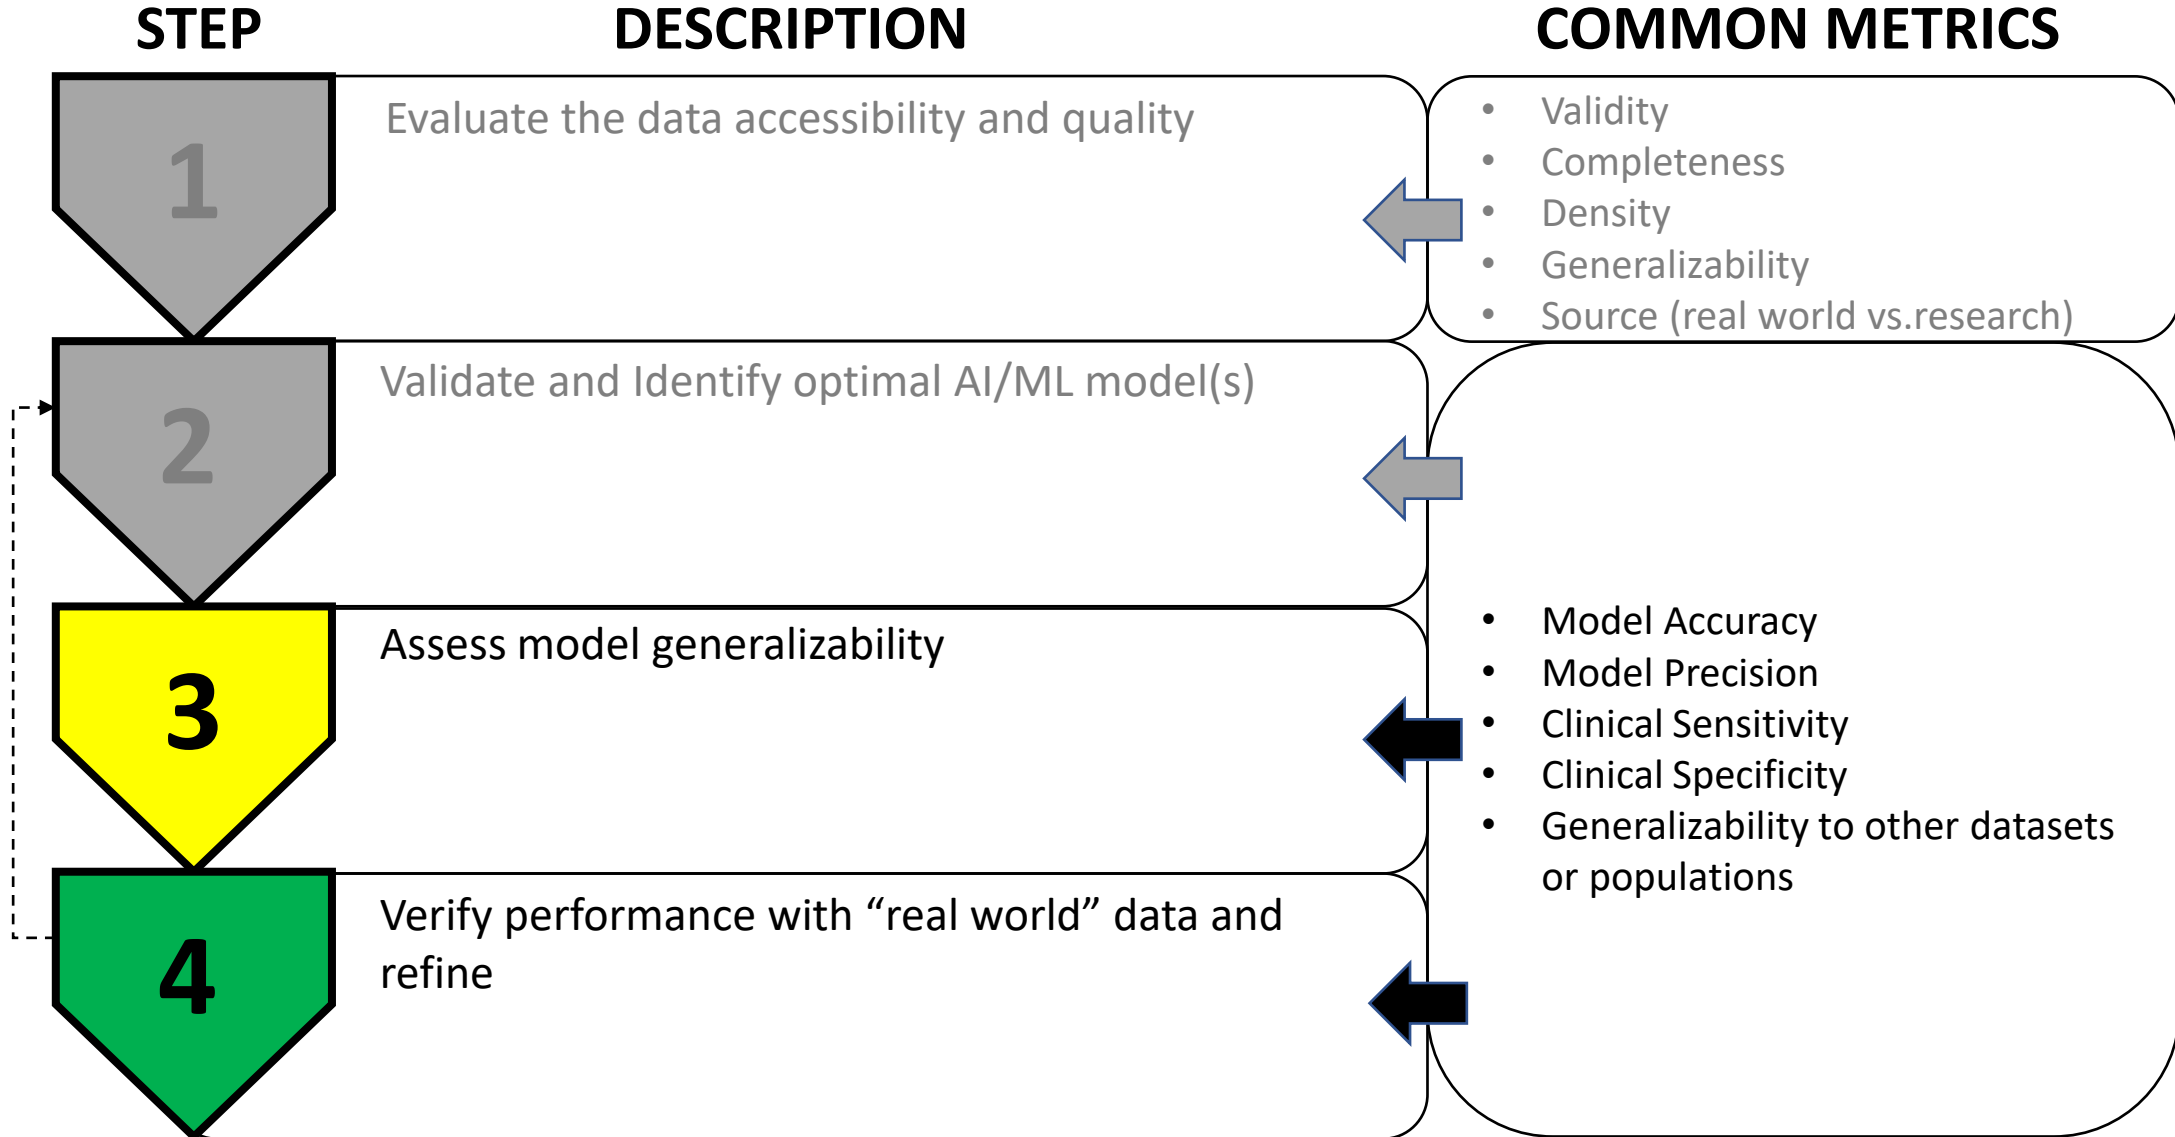 STEP
DESCRIPTION
COMMON METRICS
1
Evaluate the data accessibility and quality
• Validity
• Completeness
• Density
• Generalizability
• Source (real world vs.research)
2
Validate and Identify optimal AI/ML model(s)
3
Assess model generalizability
• Model Accuracy
• Model Precision
• Clinical Sensitivity
• Clinical Specificity
• Generalizability to other datasets
or populations
4
Verify performance with “real world” data and
refine